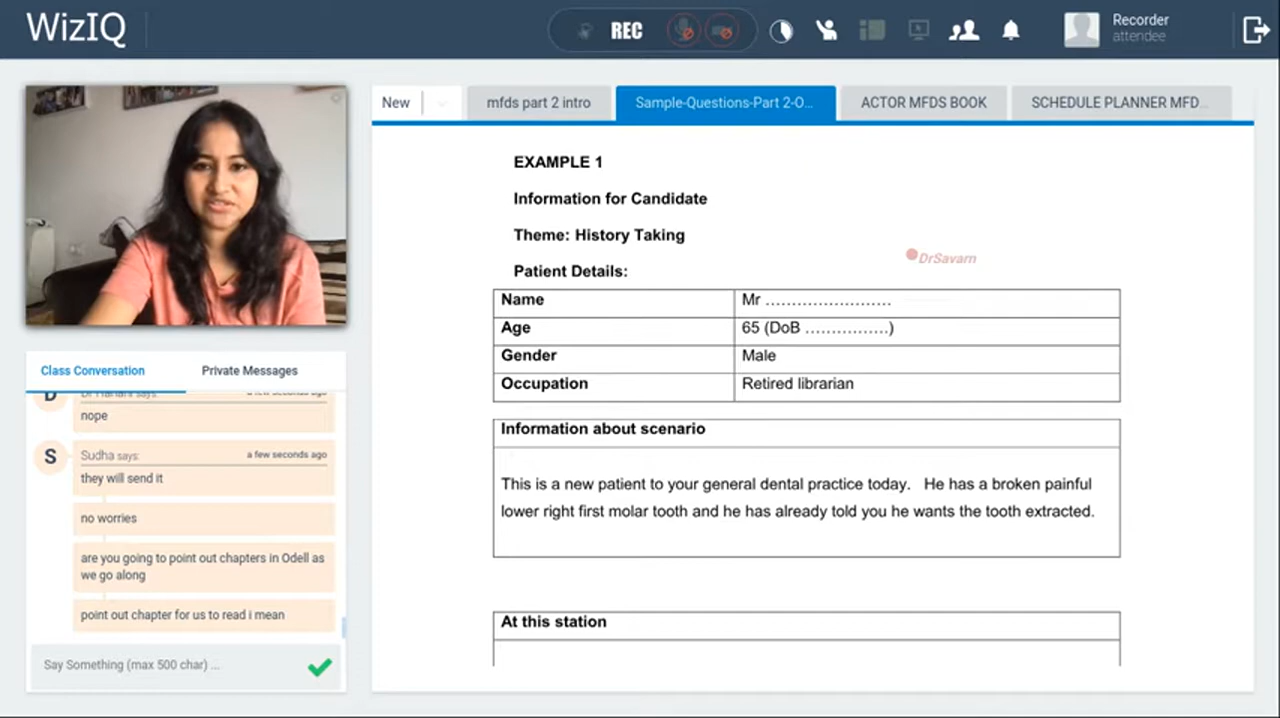 WizIQ
REC
Recorder
attendee
New
mfds part 2 intro
Sample-Questions-Part 2-O...
ACTOR MFDS BOOK
SCHEDULE PLANNER MFD...
EXAMPLE 1
Information for Candidate
Theme: History Taking
DrSavarn
Patient Details:
Name Mr ……………………
Age 65 (DoB …………….)
Gender Male
Occupation Retired librarian
Information about scenario
This is a new patient to your general dental practice today. He has a broken painful
lower right first molar tooth and he has already told you he wants the tooth extracted.
At this station
Class Conversation Private Messages
D says: a few seconds ago
nope
S Sudha says: a few seconds ago
they will send it
no worries
are you going to point out chapters in Odell as
we go along
point out chapter for us to read i mean
Say Something (max 500 char) ...